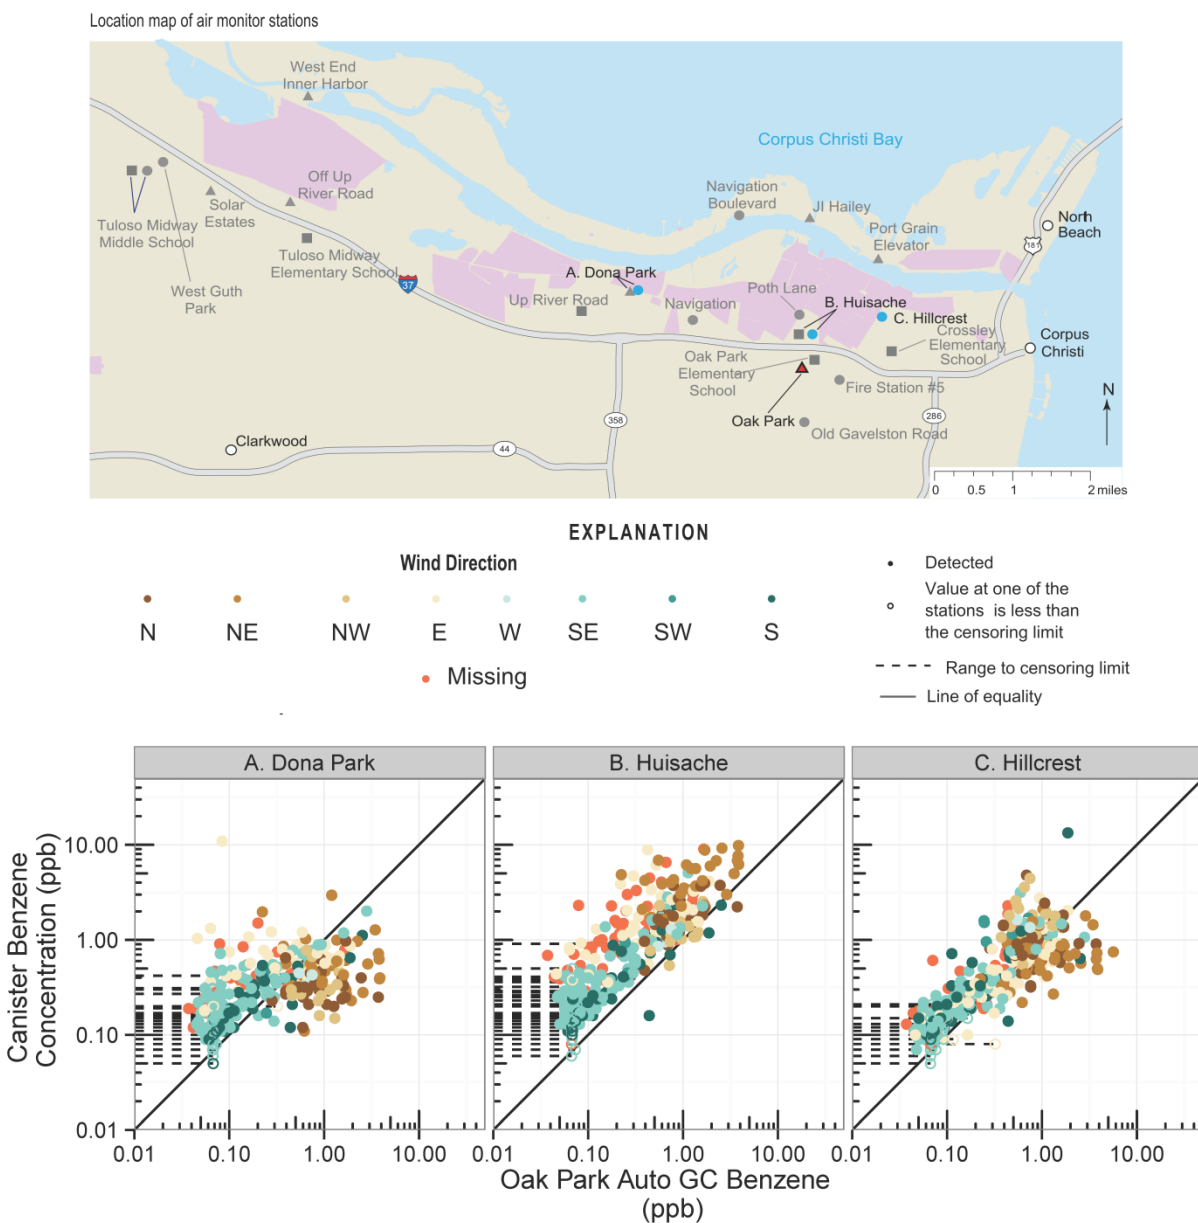 Location map of air monitor stations
West End
Inner Harbor
Corpus Christi Bay
Off Up
River Road
Solar
Estates
Tuloso Midway
Middle School
Tuloso Midway
Elementary School
West Guth
Park
37
Navigation
Boulevard
JI Hailey
Port Grain
Elevator
North
Beach
181
A. Dona Park
Up River Road
Navigation
Poth Lane
B. Huisache
C. Hillcrest
Crossley
Elementary
School
Corpus
Christi
Oak Park
Elementary
School
Fire Station #5
Oak Park
Old Gavelston Road
358
286
44
Clarkwood
N
0 0.5 1 2 miles
EXPLANATION
Wind Direction
N NE NW E W SE SW S
Missing
Detected
Value at one of the
stations is less than
the censoring limit
Range to censoring limit
Line of equality
A. Dona Park
B. Huisache
C. Hillcrest
Canister Benzene
Concentration (ppb)
10.00
1.00
0.10
0.01
0.01 0.10 1.00 10.00
0.01 0.10 1.00 10.00
0.01 0.10 1.00 10.00
Oak Park Auto GC Benzene
(ppb)